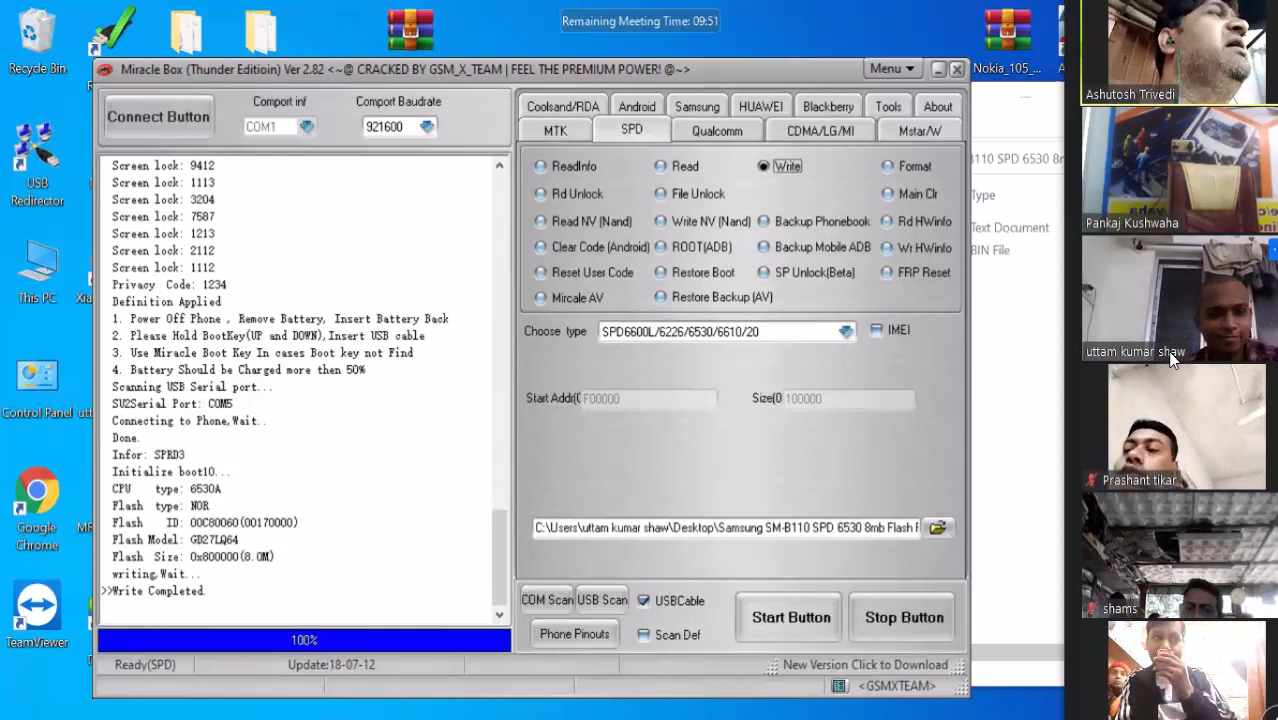 Remaining Meeting Time: 09:51
Recycle Bin
USB
Redirector
This PC
Control Panel
Google
Chrome
TeamViewer
Nokia_105_...
Miracle Box (Thunder Editioin) Ver 2.82 <~@ CRACKED BY GSM_X_TEAM | FEEL THE PREMIUM POWER! @~>
Menu
Connect Button
Comport inf
COM1
Comport Baudrate
921600
Screen lock: 9412
Screen lock: 1113
Screen lock: 3204
Screen lock: 7587
Screen lock: 1213
Screen lock: 2112
Screen lock: 1112
Privacy Code: 1234
Definition Applied
1. Power Off Phone , Remove Battery, Insert Battery Back
2. Please Hold BootKey(UP and DOWN),Insert USB cable
3. Use Miracle Boot Key In cases Boot key not Find
4. Battery Should be Charged more then 50%
Scanning USB Serial port...
SU2Serial Port: COM5
Connecting to Phone,Wait..
Done.
Infor: SPRD3
Initialize boot10...
CPU type: 6530A
Flash type: NOR
Flash ID: 00C80060(00170000)
Flash Model: GD27LQ64
Flash Size: 0x800000(8.0M)
writing,Wait...
>>Write Completed.
100%
Ready(SPD)
Update:18-07-12
New Version Click to Download
<GSMXTEAM>
Coolsand/RDA Android Samsung HUAWEI Blackberry Tools About
MTK SPD Qualcomm CDMA/LG/MI Mstar/W
ReadInfo Read Write Format
Rd Unlock File Unlock Main Clr
Read NV (Nand) Write NV (Nand) Backup Phonebook Rd HWinfo
Clear Code (Android) ROOT(ADB) Backup Mobile ADB Wr HWinfo
Reset User Code Restore Boot SP Unlock(Beta) FRP Reset
Mircale AV Restore Backup (AV)
Choose type SPD6600L/6226/6530/6610/20 IMEI
Start Addr(0 F00000 Size(0 100000
C:\Users\uttam kumar shaw\Desktop\Samsung SM-B110 SPD 6530 8mb Flash F
COM Scan USB Scan USBCable
Phone Pinouts Scan Def
Start Button Stop Button
B110 SPD 6530 8m
Type
Text Document
BIN File
Ashutosh Trivedi
Pankaj Kushwaha
uttam kumar shaw
Prashant tikar
shams